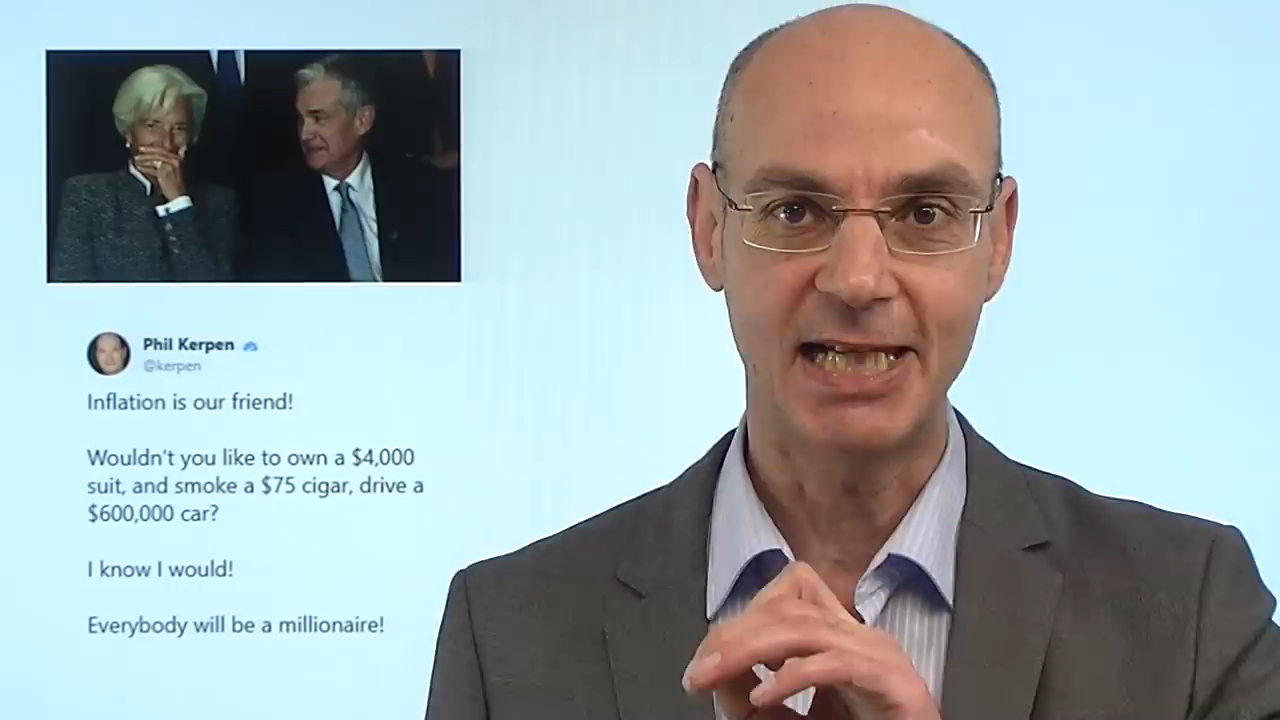 Phil Kerpen
@kerpen
Inflation is our friend!
Wouldn't you like to own a $4,000
suit, and smoke a $75 cigar, drive a
$600,000 car?
I know I would!
Everybody will be a millionaire!